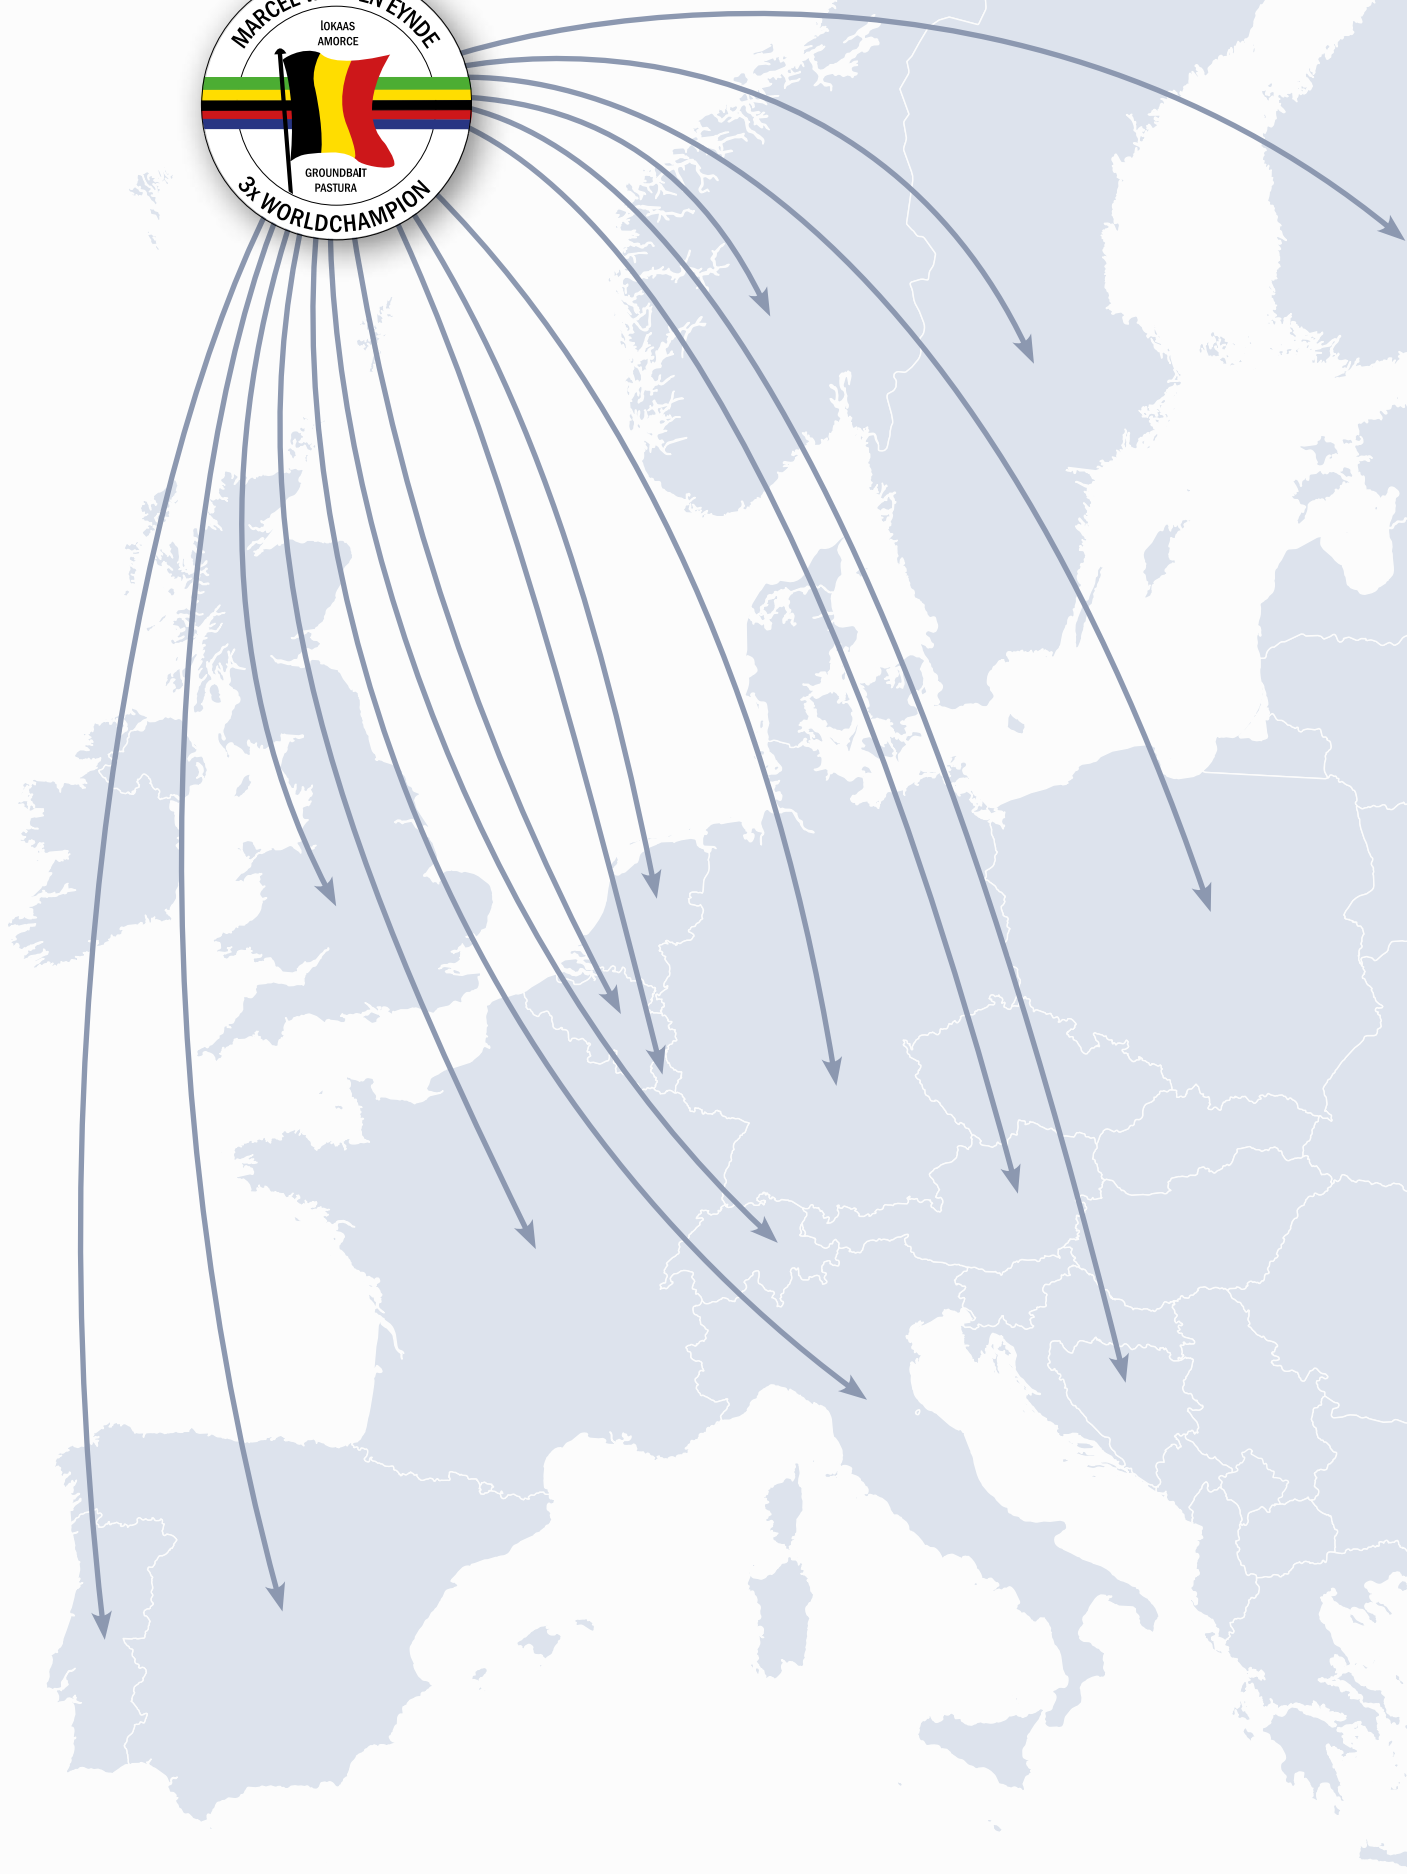 MARCEL
EYNDE
lOKAAS
AMORCE
GROUNDBAIT
PASTURA
3x WORLDCHAMPION